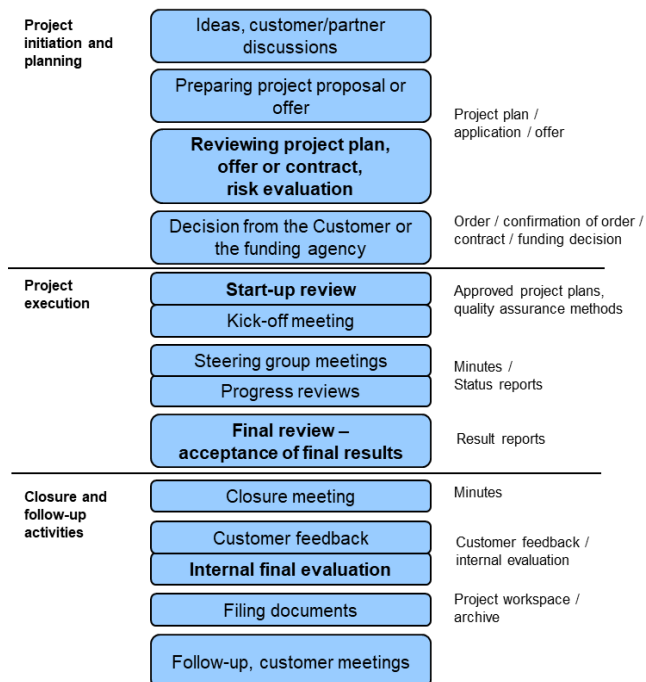 Project
initiation and
planning
Ideas, customer/partner
discussions
Preparing project proposal or
offer
Reviewing project plan,
offer or contract,
risk evaluation
Project plan /
application / offer
Decision from the Customer or
the funding agency
Order / confirmation of order /
contract / funding decision
Project
execution
Start-up review
Kick-off meeting
Approved project plans,
quality assurance methods
Steering group meetings
Progress reviews
Minutes /
Status reports
Final review –
acceptance of final results
Result reports
Closure and
follow-up
activities
Closure meeting
Minutes
Customer feedback
Internal final evaluation
Customer feedback /
internal evaluation
Filing documents
Project workspace /
archive
Follow-up, customer meetings